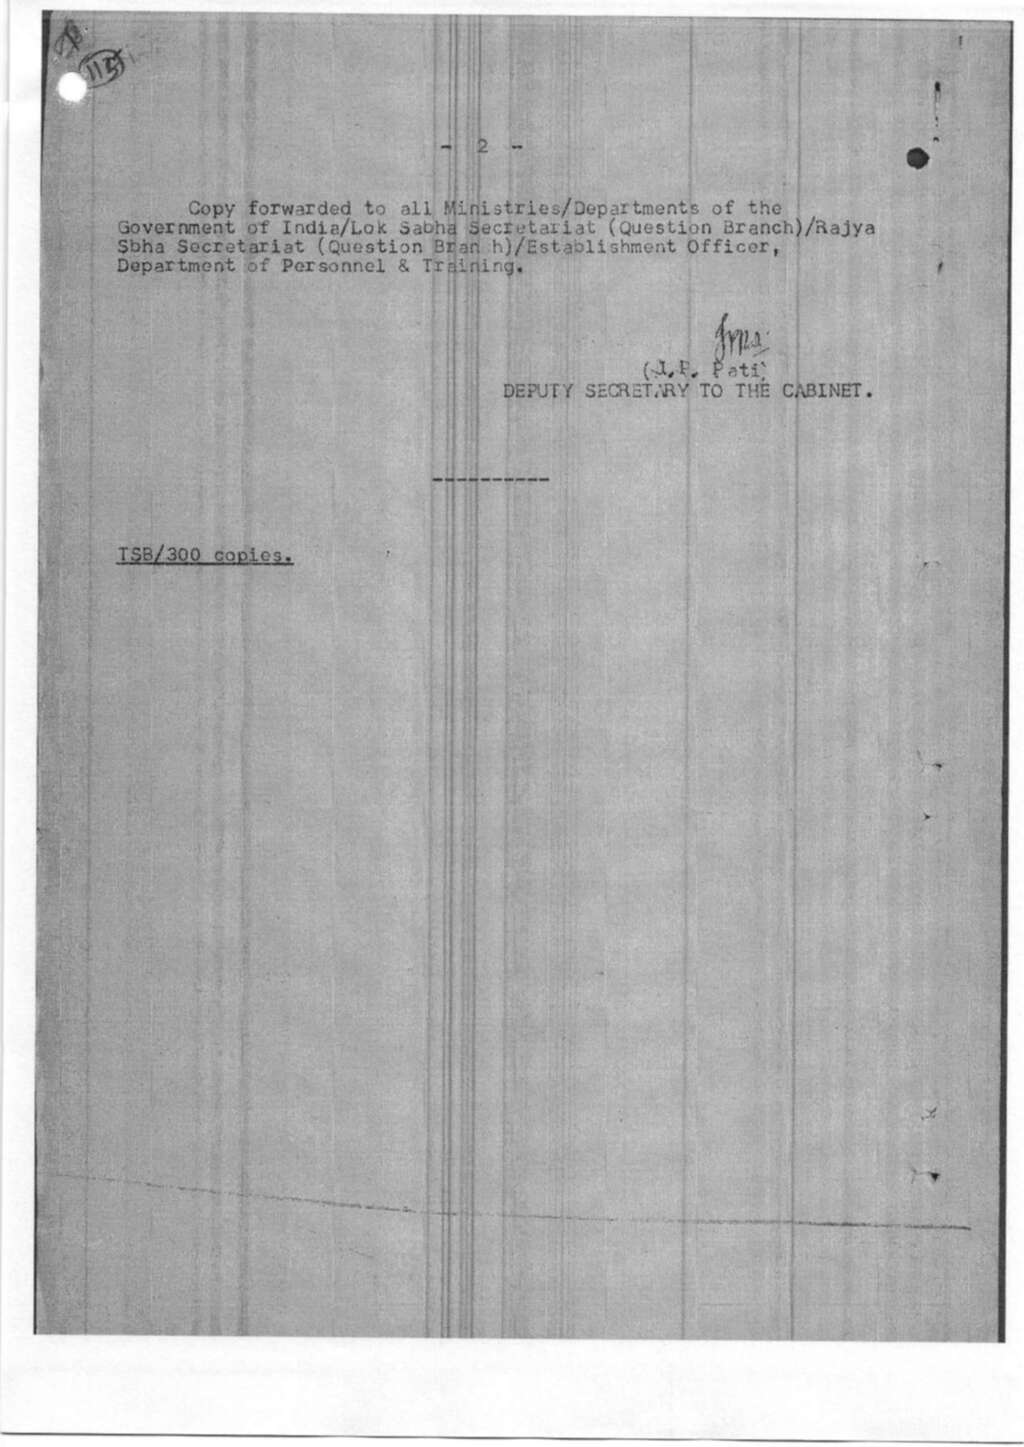 115
- 2 -
Copy forwarded to all Ministries/Departments of the
Government of India/Lok Sabha Secretariat (Question Branch)/Rajya
Sbha Secretariat (Question Bran h)/Establishment Officer,
Department of Personnel & Training.
(J.P. Pati)
DEPUTY SECRETARY TO THE CABINET.
-----------
TSB/300 copies.